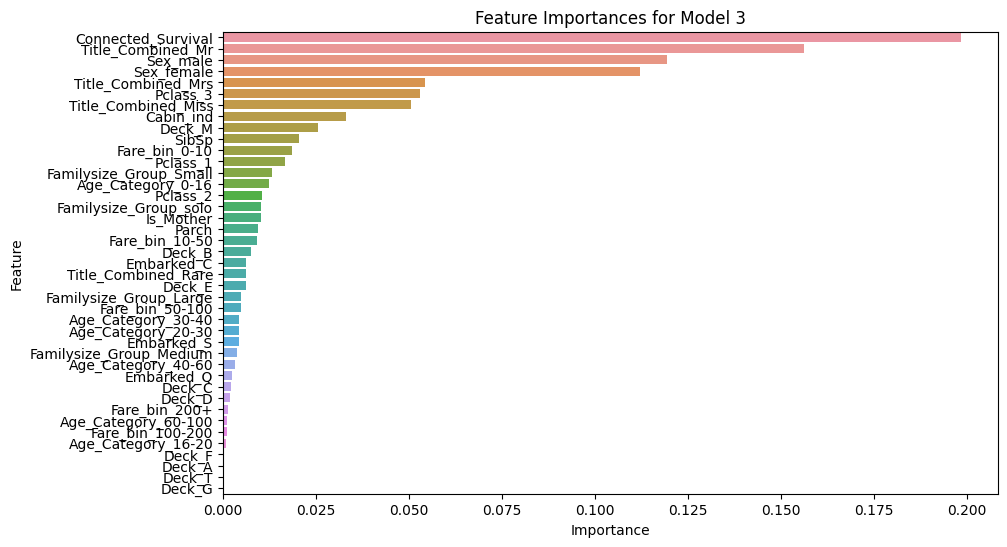 Feature Importances for Model 3
Connected_Survival
Title_Combined_Mr
Sex_male
Sex_female
Title_Combined_Mrs
Pclass_3
Title_Combined_Miss
Cabin_ind
Deck_M
SibSp
Fare_bin_0-10
Pclass_1
Familysize_Group_Small
Age_Category_0-16
Pclass_2
Familysize_Group_solo
Is_Mother
Parch
Fare_bin_10-50
Deck_B
Embarked_C
Title_Combined_Rare
Deck_E
Familysize_Group_Large
Fare_bin_50-100
Age_Category_30-40
Age_Category_20-30
Embarked_S
Familysize_Group_Medium
Age_Category_40-60
Embarked_Q
Deck_C
Deck_D
Fare_bin_200+
Age_Category_60-100
Fare_bin_100-200
Age_Category_16-20
Deck_F
Deck_A
Deck_T
Deck_G
Feature
0.000 0.025 0.050 0.075 0.100 0.125 0.150 0.175 0.200
Importance